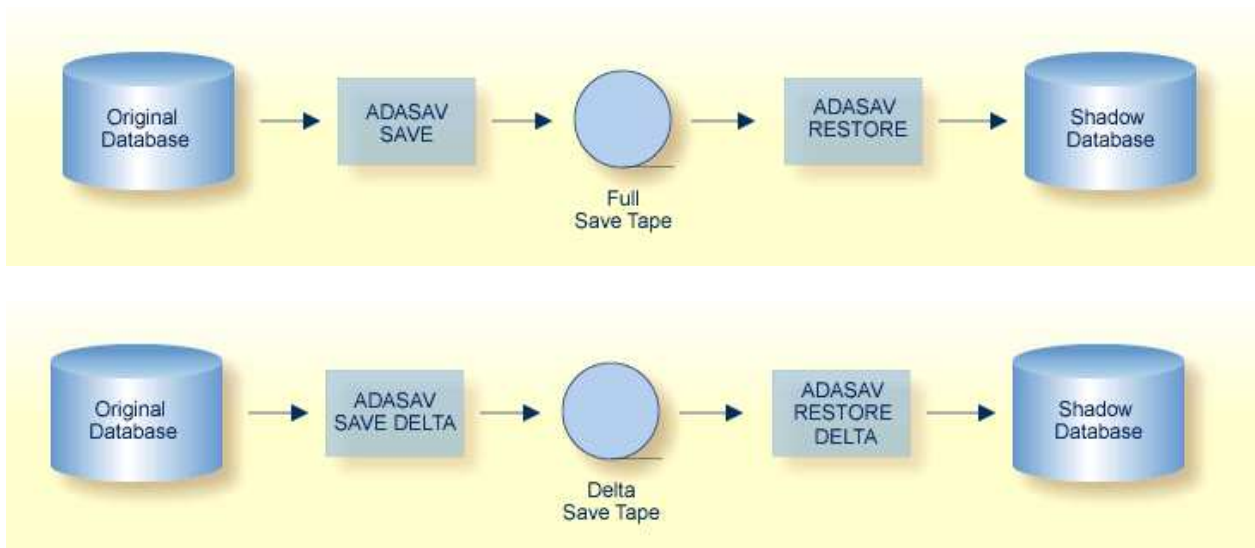 Original
Database
ADASAV
SAVE
Full
Save Tape
ADASAV
RESTORE
Shadow
Database
Original
Database
ADASAV
SAVE DELTA
Delta
Save Tape
ADASAV
RESTORE
DELTA
Shadow
Database